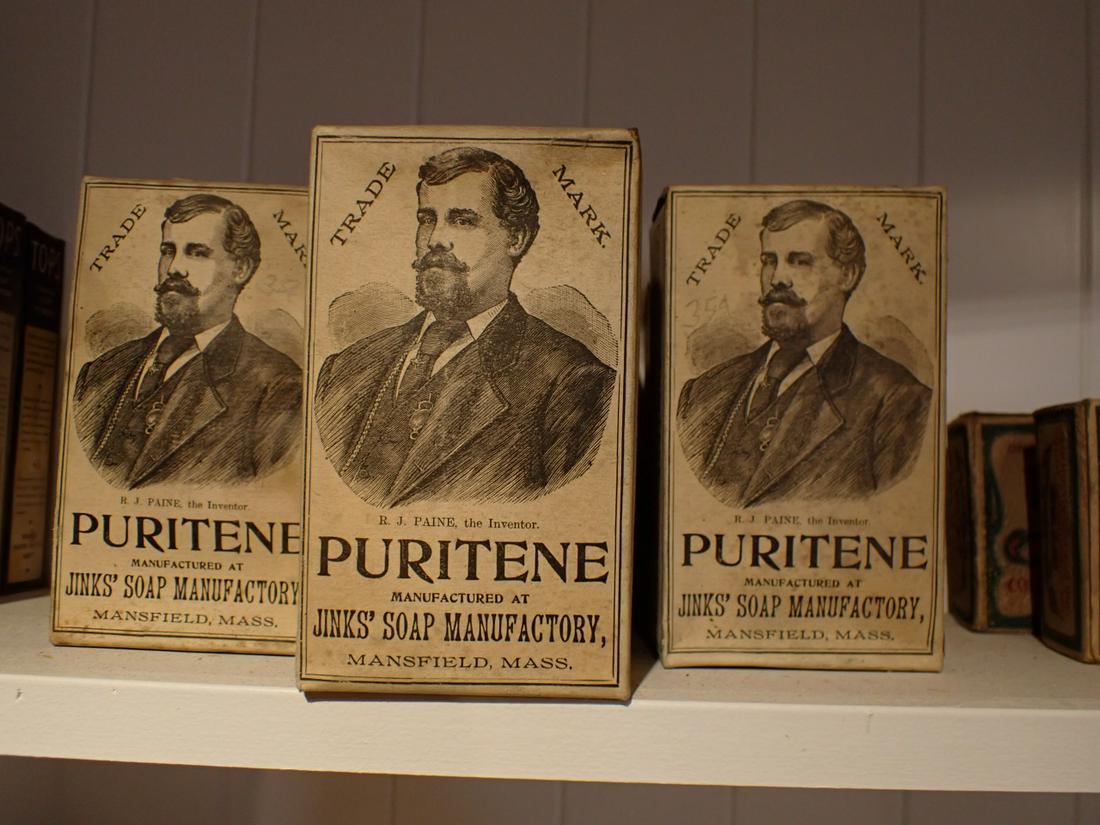 TOPS
TRADE MARK
R. J. PAINE, the Inventor.
PURITENE
MANUFACTURED AT
JINKS' SOAP MANUFACTORY
MANSFIELD, MASS.
TRADE MARK.
R. J. PAINE, the Inventor.
PURITENE
MANUFACTURED AT
JINKS' SOAP MANUFACTORY,
MANSFIELD, MASS.
TRADE MARK.
R. J. PAINE, the Inventor.
PURITENE
MANUFACTURED AT
JINKS' SOAP MANUFACTORY,
MANSFIELD, MASS.